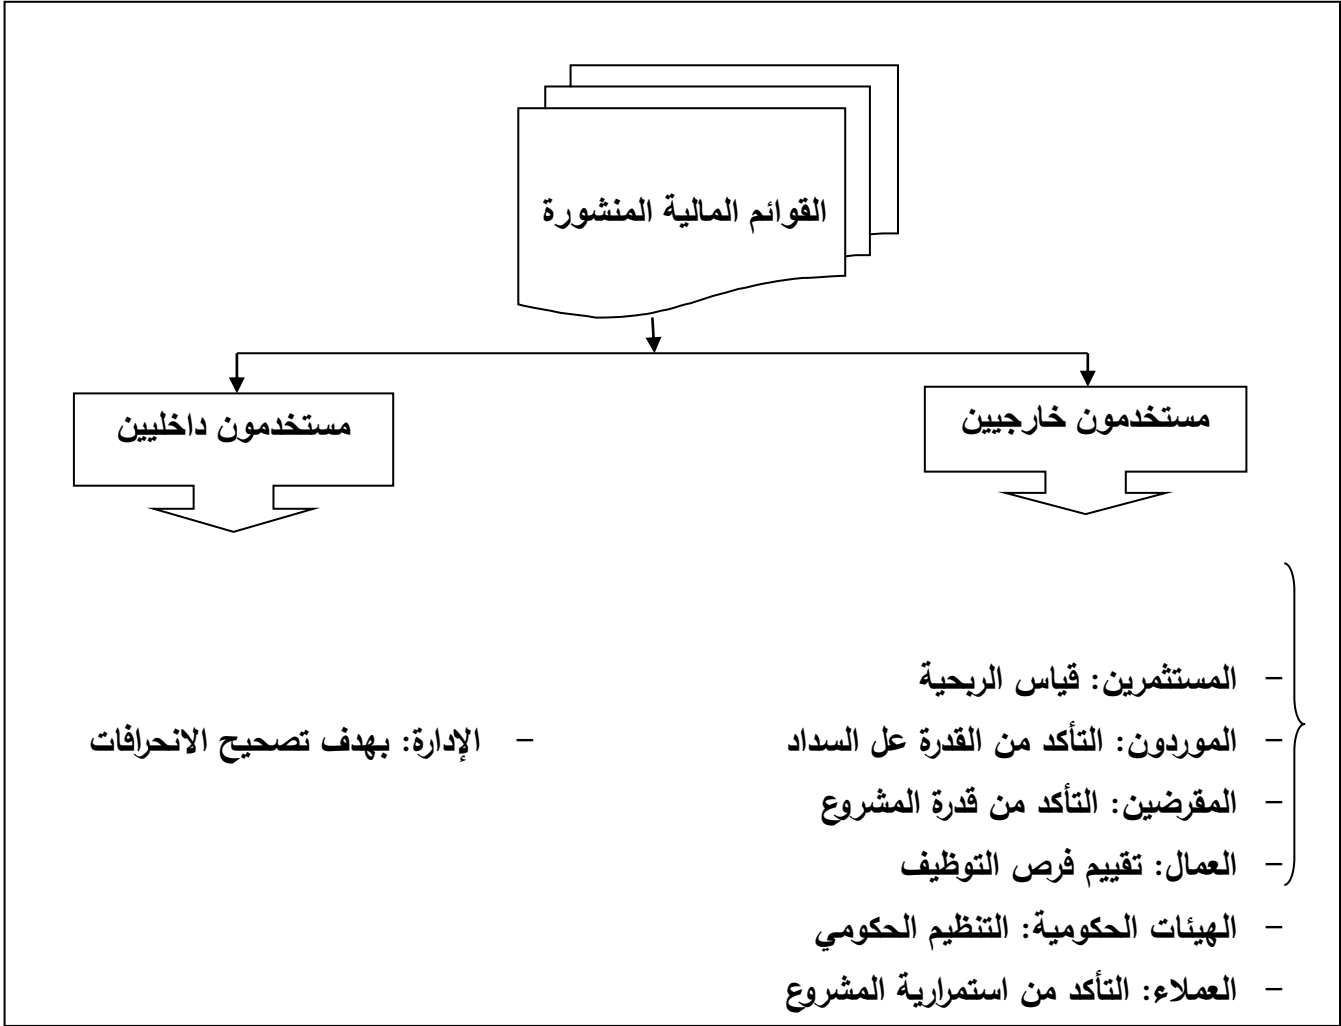 القوائم المالية المنشورة
مستخدمون خارجيين
مستخدمون داخليين
- المستثمرين: قياس الربحية
- الموردون: التأكد من القدرة عل السداد
- المقرضين: التأكد من قدرة المشروع
- العمال: تقييم فرص التوظيف
- الهيئات الحكومية: التنظيم الحكومي
- العملاء: التأكد من استمرارية المشروع
- الإدارة: بهدف تصحيح الانحرافات